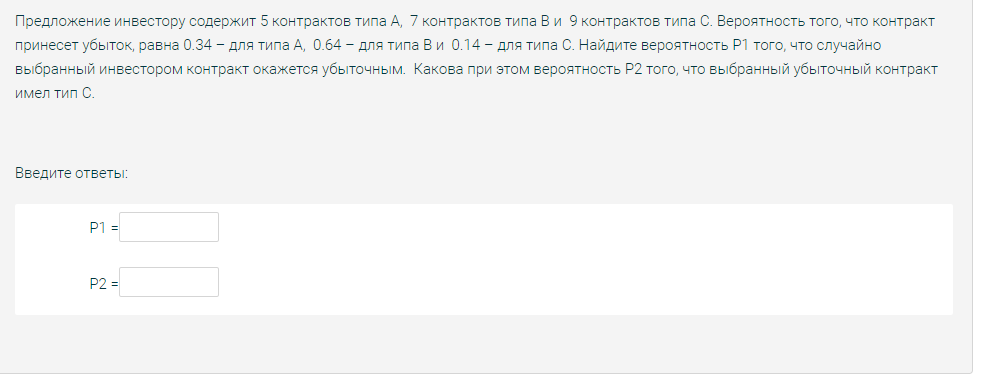 Предложение инвестору содержит 5 контрактов типа A, 7 контрактов типа B и 9 контрактов типа C. Вероятность того, что контракт
принесет убыток, равна 0.34 – для типа A, 0.64 – для типа B и 0.14 – для типа C. Найдите вероятность P1 того, что случайно
выбранный инвестором контракт окажется убыточным. Какова при этом вероятность P2 того, что выбранный убыточный контракт
имел тип C.
Введите ответы:
P1 =
P2 =